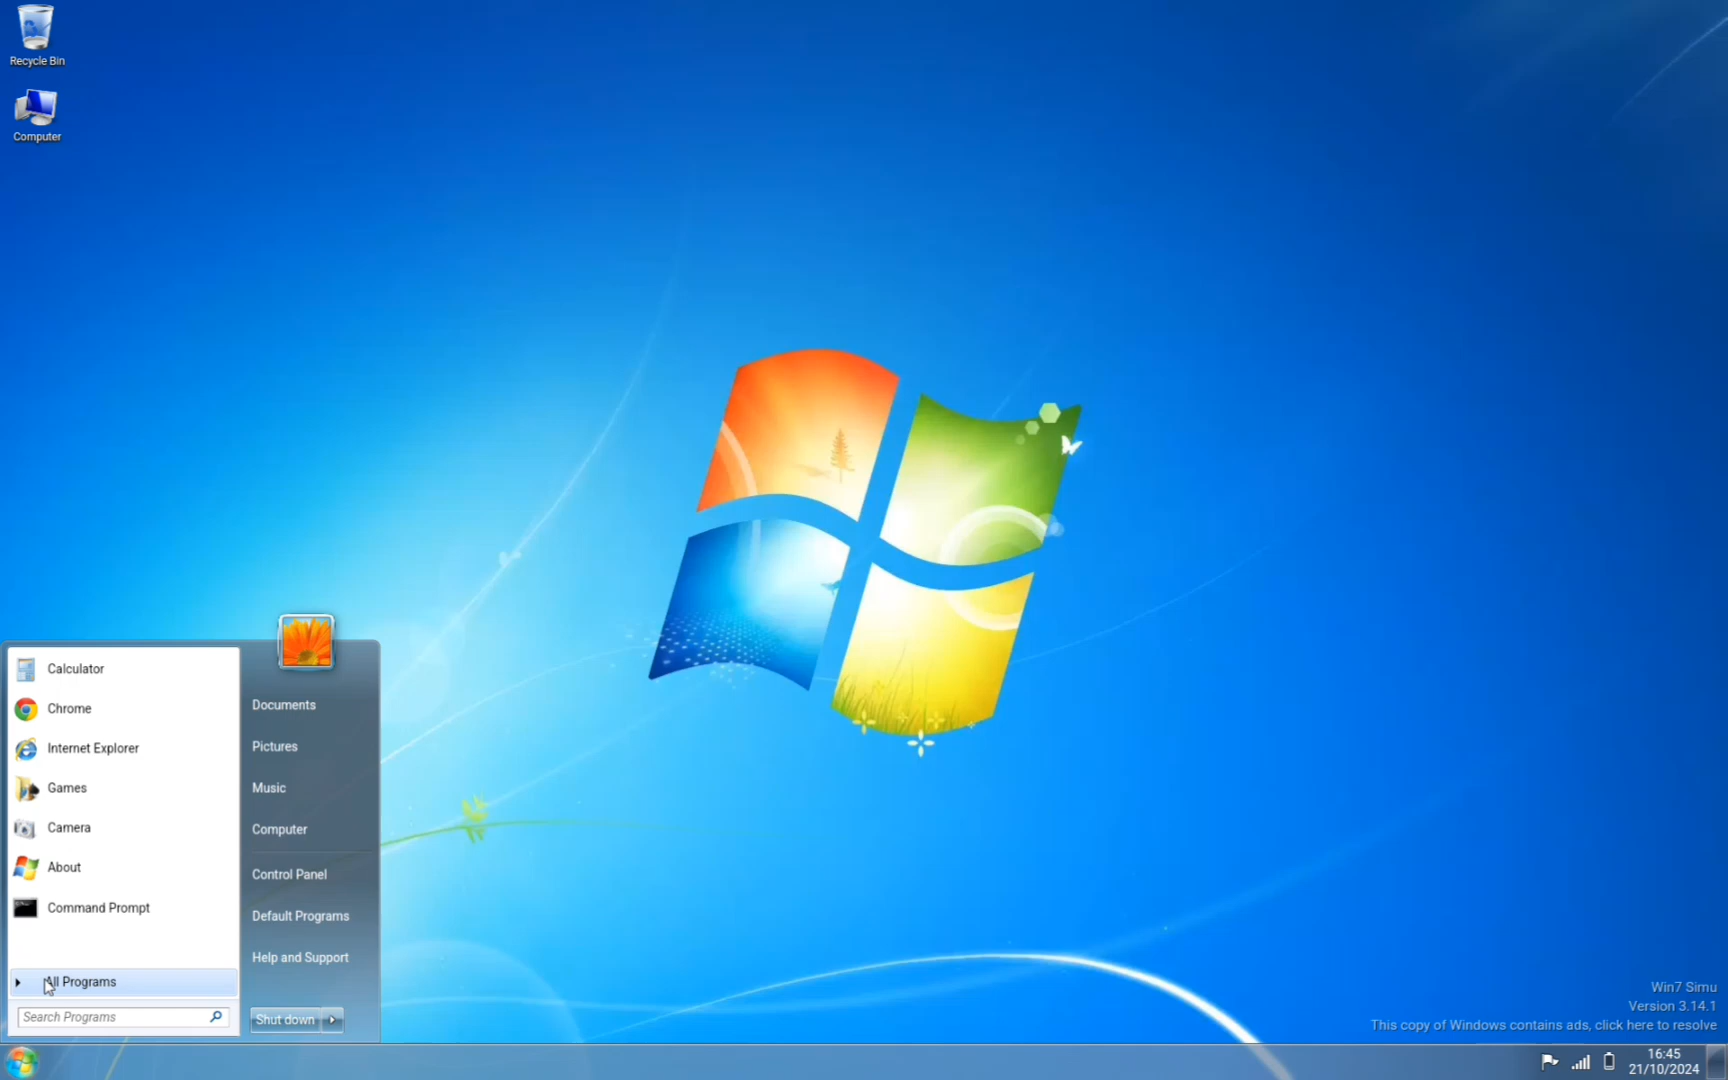 Recycle Bin
Computer
Calculator
Chrome
Internet Explorer
Games
Camera
About
Command Prompt
All Programs
Search Programs
Documents
Pictures
Music
Computer
Control Panel
Default Programs
Help and Support
Shut down
Win7 Simu
Version 3.14.1
This copy of Windows contains ads, click here to resolve
16:45
21/10/2024